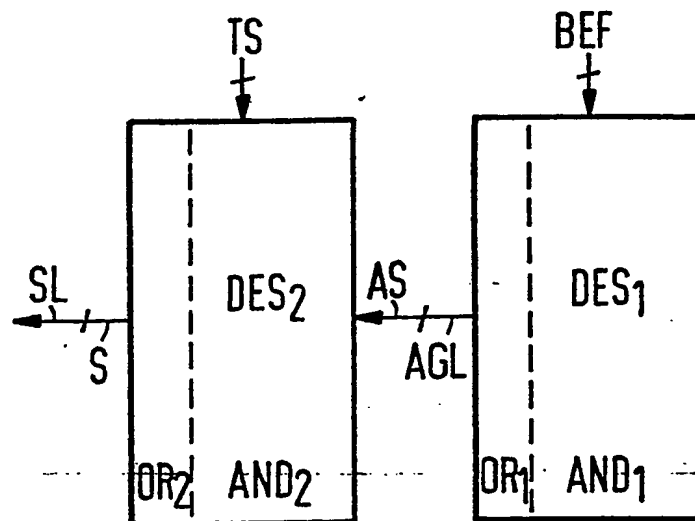 TS BEF
DES₂ DES₁
SL S AS AGL
OR₂ AND₂ OR₁ AND₁